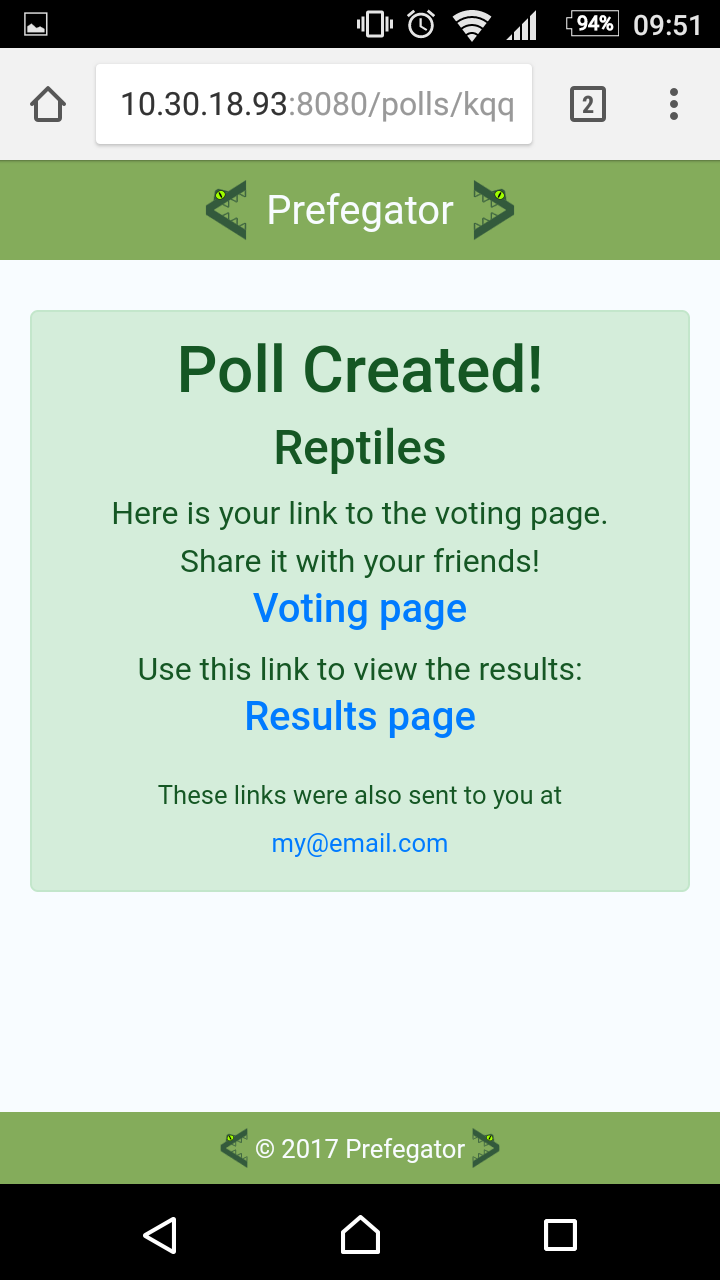 94% 09:51
10.30.18.93:8080/polls/kqq
2
Prefegator
Poll Created!
Reptiles
Here is your link to the voting page.
Share it with your friends!
Voting page
Use this link to view the results:
Results page
These links were also sent to you at
my@email.com
© 2017 Prefegator